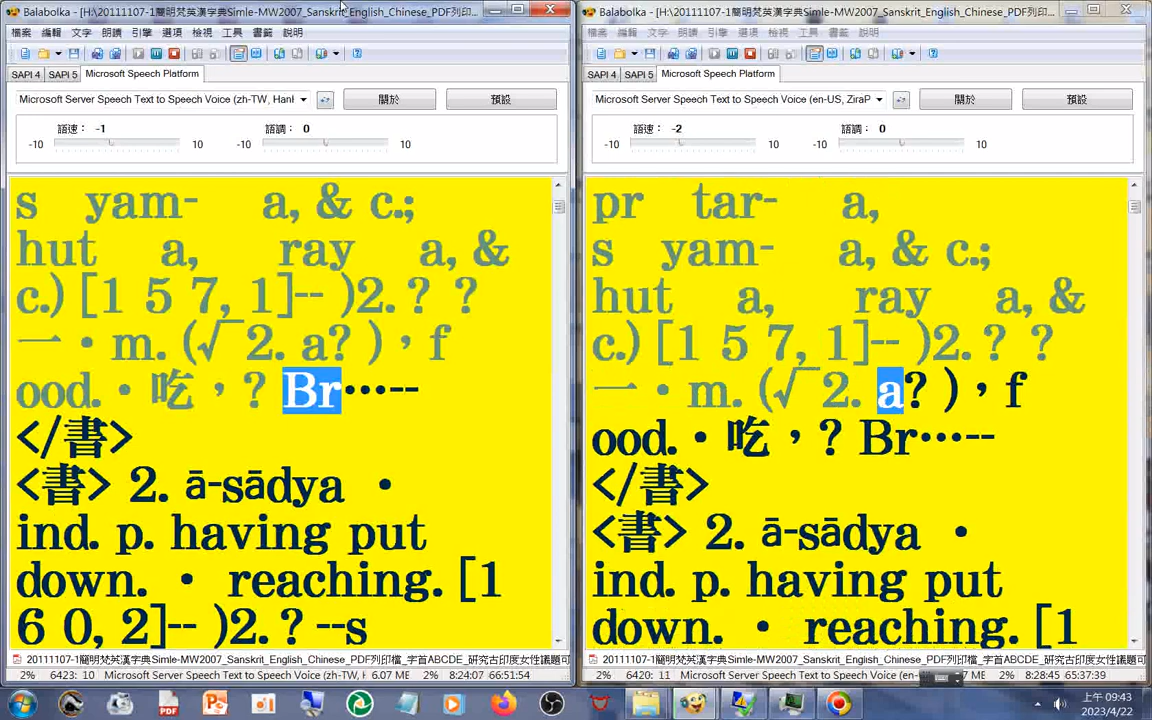 Balabolka - [H:\20111107-1簡明梵英漢字典Simle-MW2007_Sanskrit_English_Chinese_PDF列印...
檔案 編輯 文字 朗讀 引擎 選項 檢視 工具 書籤 說明
SAPI 4 SAPI 5 Microsoft Speech Platform
Microsoft Server Speech Text to Speech Voice (zh-TW, Han
關於 預設
語速： -1 語調： 0
-10 10 -10 10
s yam- a, & c.;
hut a, ray a, &
c.) [1 5 7, 1]-- )2. ? ?
一・m. (√ 2. a? )，f
ood.・吃，? Br…--
</書>
<書> 2. ā-sādya ・
ind. p. having put
down. ・ reaching. [1
6 0, 2]-- )2. ? --s
20111107-1簡明梵英漢字典Simle-MW2007_Sanskrit_English_Chinese_PDF列印檔_字首ABCDE_研究古印度女性議題可
2% 6423: 10 Microsoft Server Speech Text to Speech Voice (zh-TW, H 6.07 ME 2% 8:24:07 66:51:54
Balabolka - [H:\20111107-1簡明梵英漢字典Simle-MW2007_Sanskrit_English_Chinese_PDF列印...
檔案 編輯 文字 朗讀 引擎 選項 檢視 工具 書籤 說明
SAPI 4 SAPI 5 Microsoft Speech Platform
Microsoft Server Speech Text to Speech Voice (en-US, ZiraP
關於 預設
語速： -2 語調： 0
-10 10 -10 10
pr tar- a,
s yam- a, & c.;
hut a, ray a, &
c.) [1 5 7, 1]-- )2. ? ?
一・m. (√ 2. a? )，f
ood.・吃，? Br…--
</書>
<書> 2. ā-sādya ・
ind. p. having put
down. ・ reaching. [1
20111107-1簡明梵英漢字典Simle-MW2007_Sanskrit_English_Chinese_PDF列印檔_字首ABCDE_研究古印度女性議題可
2% 6420: 11 Microsoft Server Speech Text to Speech Voice 2% 8:28:45 65:37:39
上午 09:43
2023/4/22